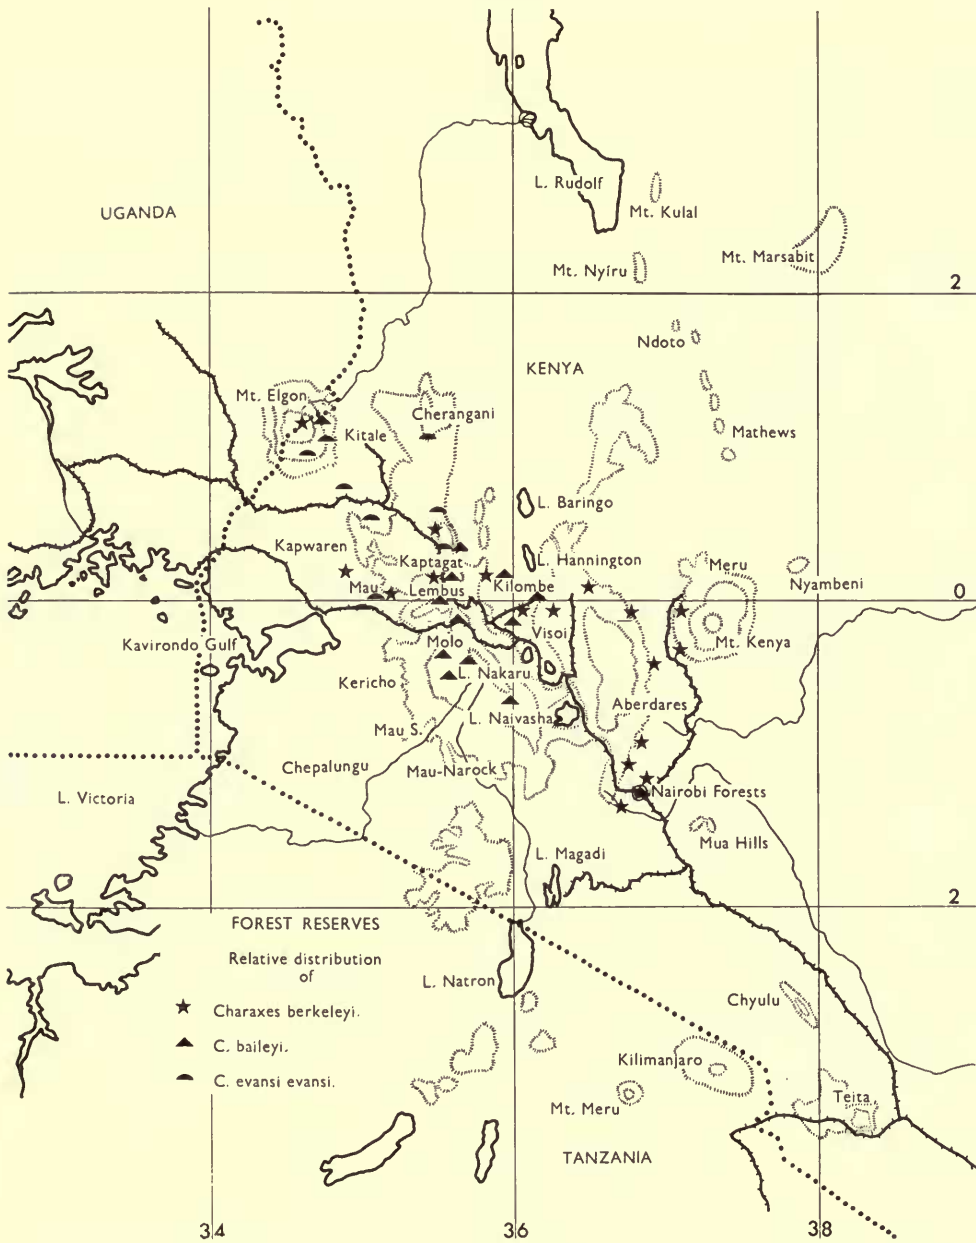 L. Rudolf
UGANDA
Mt. Kulal
Mt. Marsabit
Mt. Nyiru
2
Ndoto
KENYA
Mt. Elgon
Cherangani
Kitale
Mathews
L. Baringo
Kapwaren
Kaptagat
L. Hannington
Meru
Nyambeni
Mau
Lembus
Kilombe
0
Kavirondo Gulf
Molo
Visoi
Mt. Kenya
Kericho
L. Nakaru
Aberdares
L. Naivasha
Mau S.
Chepalungu
Mau-Narock
L. Victoria
Nairobi Forests
Mua Hills
L. Magadi
2
FOREST RESERVES
Relative distribution
of
Charaxes berkeleyi.
C. baileyi.
C. evansi evansi.
L. Natron
Chyulu
Kilimanjaro
Mt. Meru
Teita
TANZANIA
34
36
38